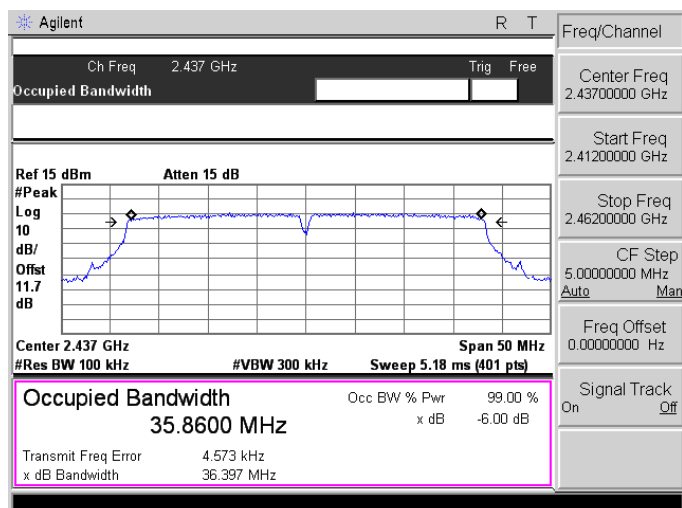 Agilent R T
Ch Freq 2.437 GHz Trig Free
Occupied Bandwidth
Ref 15 dBm Atten 15 dB
#Peak
Log
10
dB/
Offst
11.7
dB
Center 2.437 GHz Span 50 MHz
#Res BW 100 kHz #VBW 300 kHz Sweep 5.18 ms (401 pts)
Occupied Bandwidth Occ BW % Pwr 99.00 %
35.8600 MHz x dB -6.00 dB
Transmit Freq Error 4.573 kHz
x dB Bandwidth 36.397 MHz
Freq/Channel
Center Freq
2.43700000 GHz
Start Freq
2.41200000 GHz
Stop Freq
2.46200000 GHz
CF Step
5.00000000 MHz
Auto Man
Freq Offset
0.00000000 Hz
Signal Track
On Off